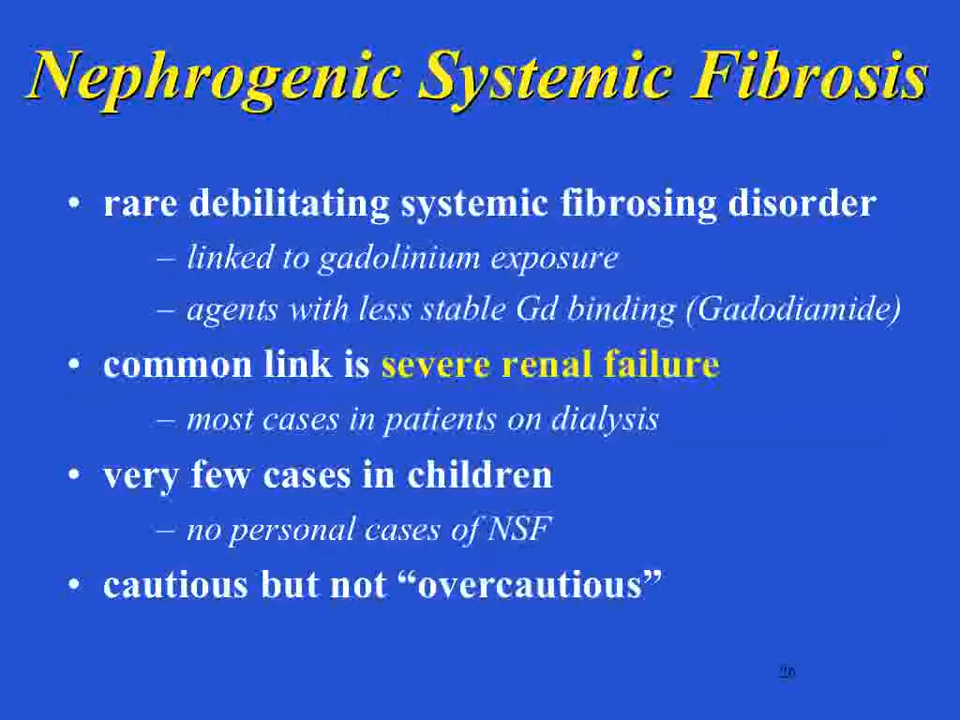 Nephrogenic Systemic Fibrosis
• rare debilitating systemic fibrosing disorder
– linked to gadolinium exposure
– agents with less stable Gd binding (Gadodiamide)
• common link is severe renal failure
– most cases in patients on dialysis
• very few cases in children
– no personal cases of NSF
• cautious but not “overcautious”
26